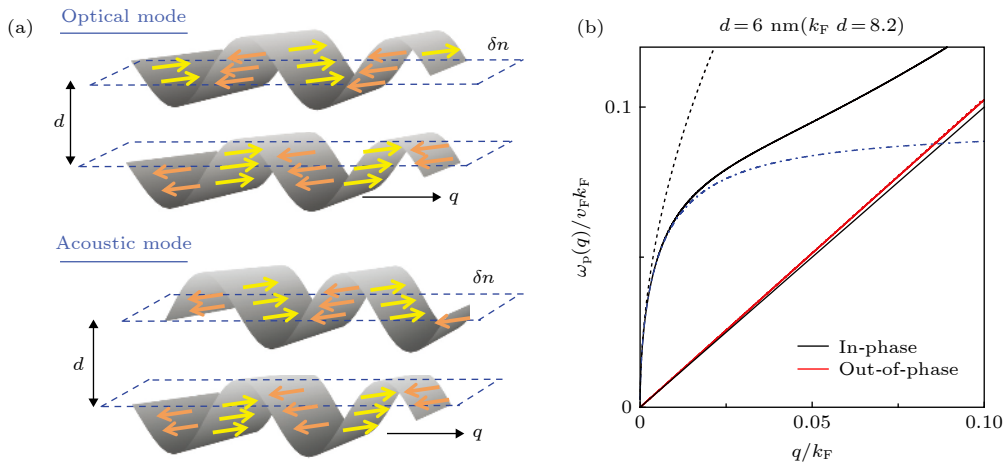 (a)
Optical mode
δn
d
q
Acoustic mode
δn
d
q
(b)
d=6 nm(k_F d=8.2)
0.1
ω_p(q)/v_F k_F
In-phase
Out-of-phase
0
0
0.05
0.10
q/k_F